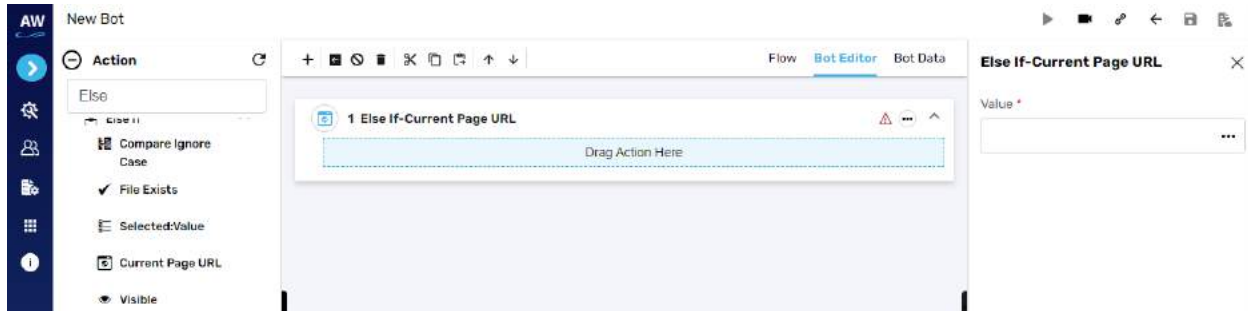 AW
New Bot
Action
Else
Else If
Compare Ignore
Case
File Exists
Selected:Value
Current Page URL
Visible
Flow
Bot Editor
Bot Data
1 Else If-Current Page URL
Drag Action Here
Else If-Current Page URL
Value *